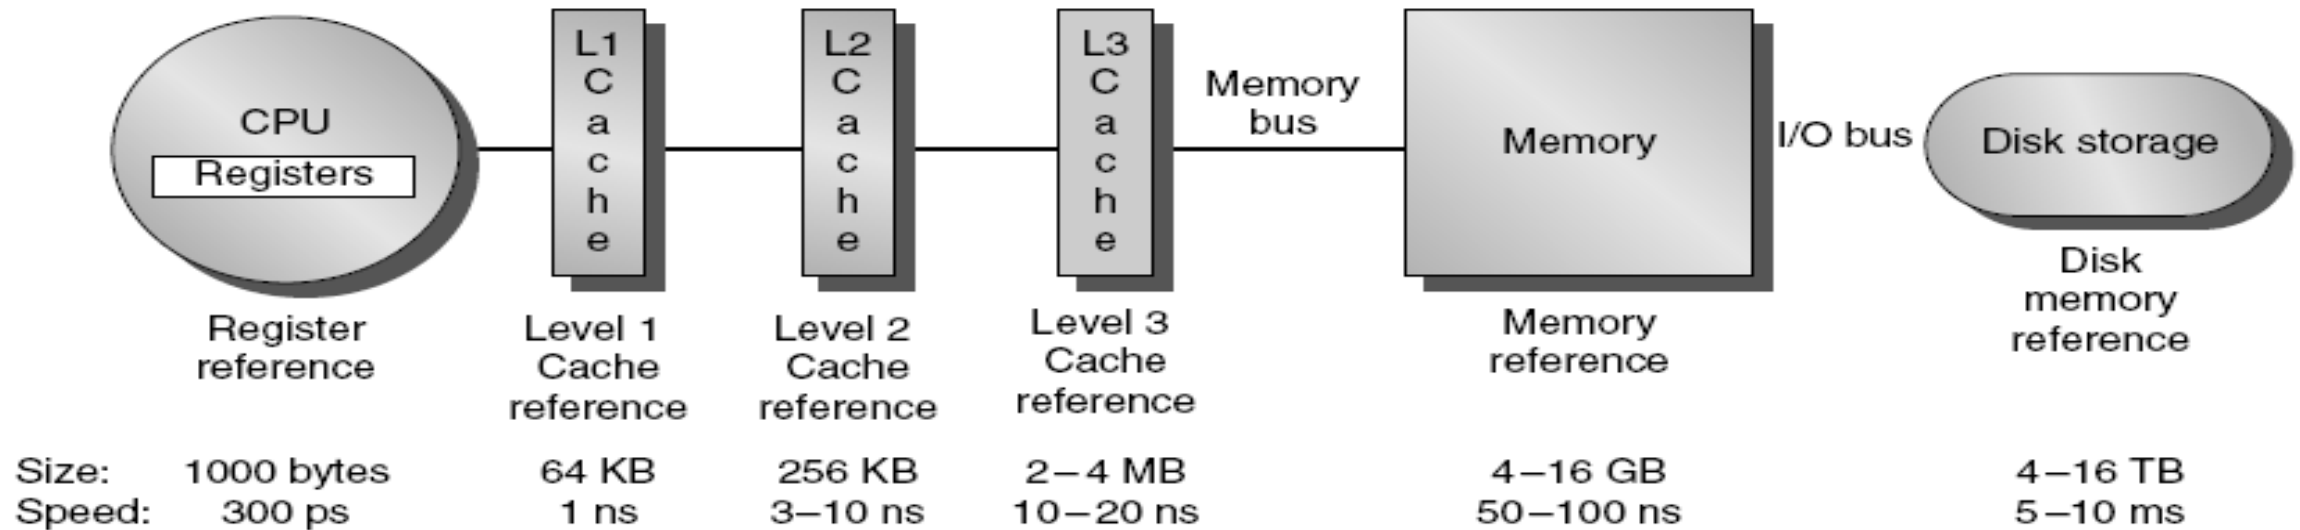 L1
C
a
c
h
e
L2
C
a
c
h
e
L3
C
a
c
h
e
CPU
Registers
Memory
bus
Memory
I/O bus
Disk storage
Register
reference
Level 1
Cache
reference
Level 2
Cache
reference
Level 3
Cache
reference
Memory
reference
Disk
memory
reference
Size: 1000 bytes 64 KB 256 KB 2–4 MB 4–16 GB 4–16 TB
Speed: 300 ps 1 ns 3–10 ns 10–20 ns 50–100 ns 5–10 ms